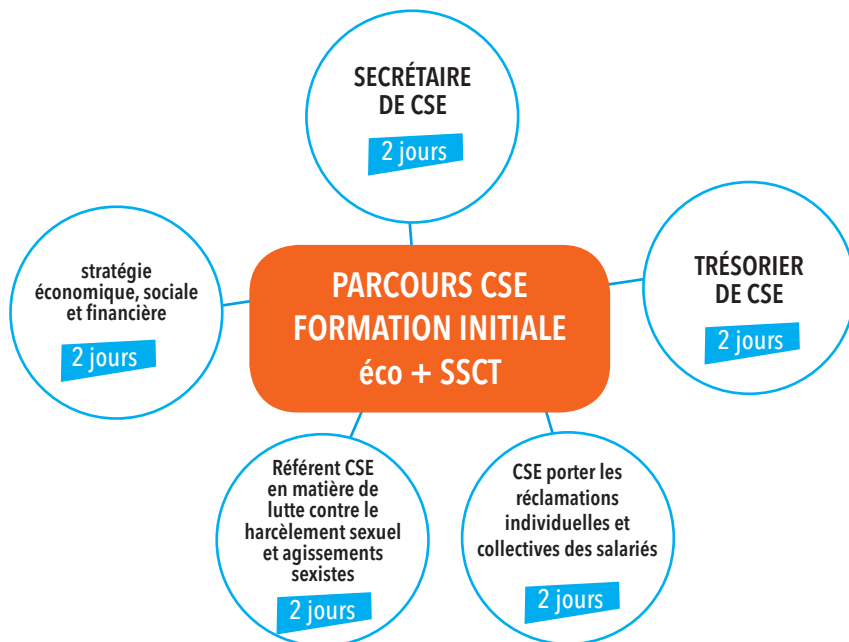 SECRÉTAIRE
DE CSE
2 jours
stratégie
économique, sociale
et financière
2 jours
PARCOURS CSE
FORMATION INITIALE
éco + SSCT
TRÉSORIER
DE CSE
2 jours
Référent CSE
en matière de
lutte contre le
harcèlement sexuel
et agissements
sexistes
2 jours
CSE porter les
réclamations
individuelles et
collectives des salariés
2 jours